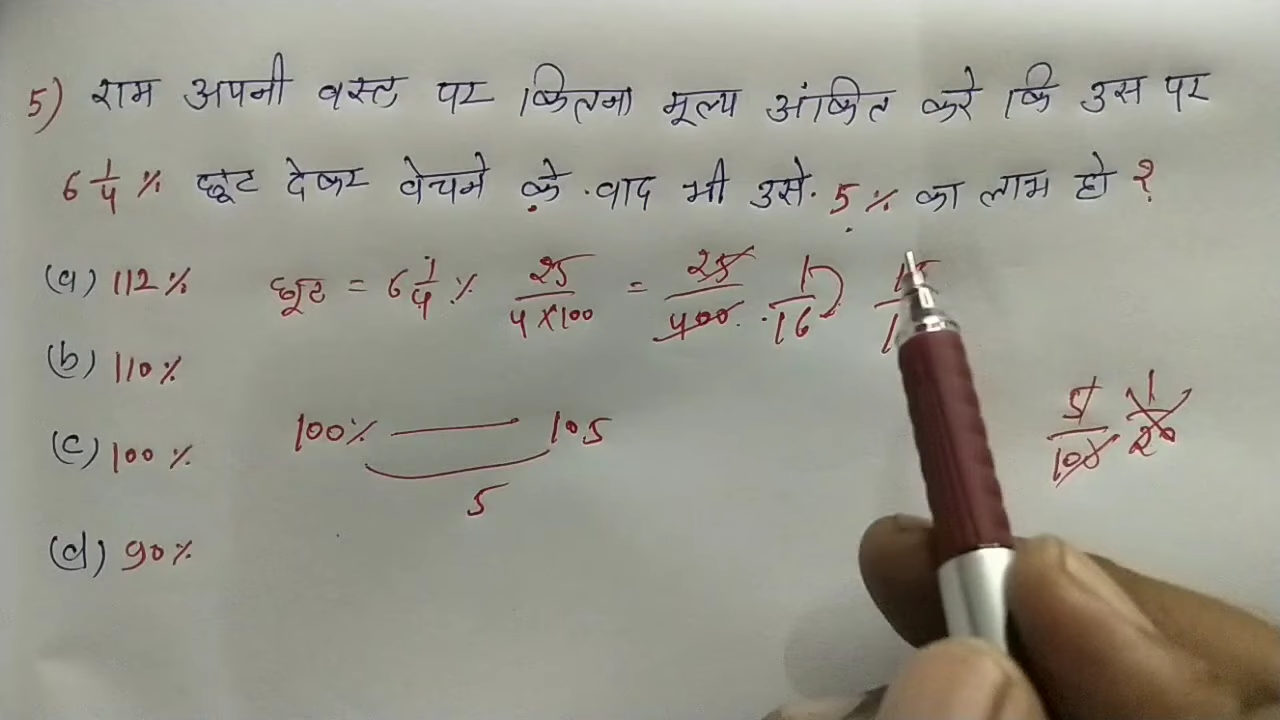 5) राम अपनी वस्तु पर कितना मूल्य अंकित करे कि उस पर
6 1/4 % छूट देकर बेचने के बाद भी उसे 5% का लाभ हो ?
(a) 112%
छूट = 6 1/4 % 25/4×100 = 25/400 1/16
(b) 110%
(c) 100%
100% — 105
5
5/100 1/20
(d) 90%